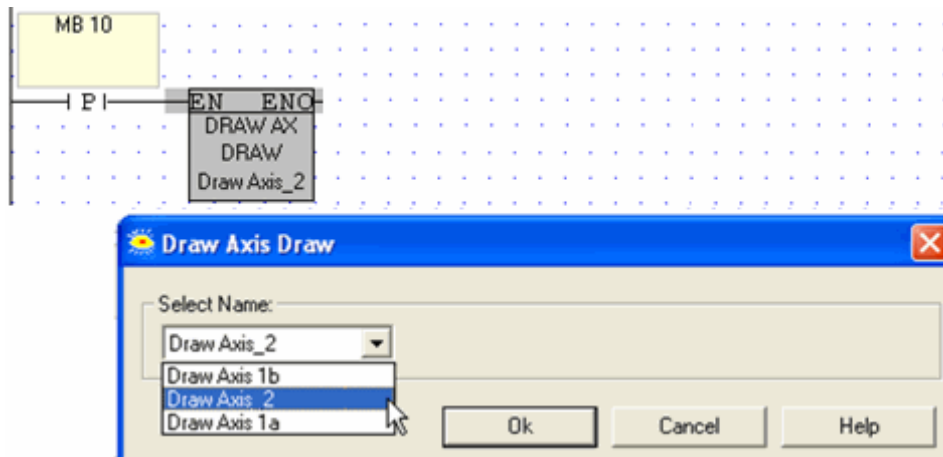 MB 10
P
EN ENO
DRAW AX
DRAW
Draw Axis_2
Draw Axis Draw
Select Name:
Draw Axis_2
Draw Axis 1b
Draw Axis_2
Draw Axis 1a
Ok Cancel Help